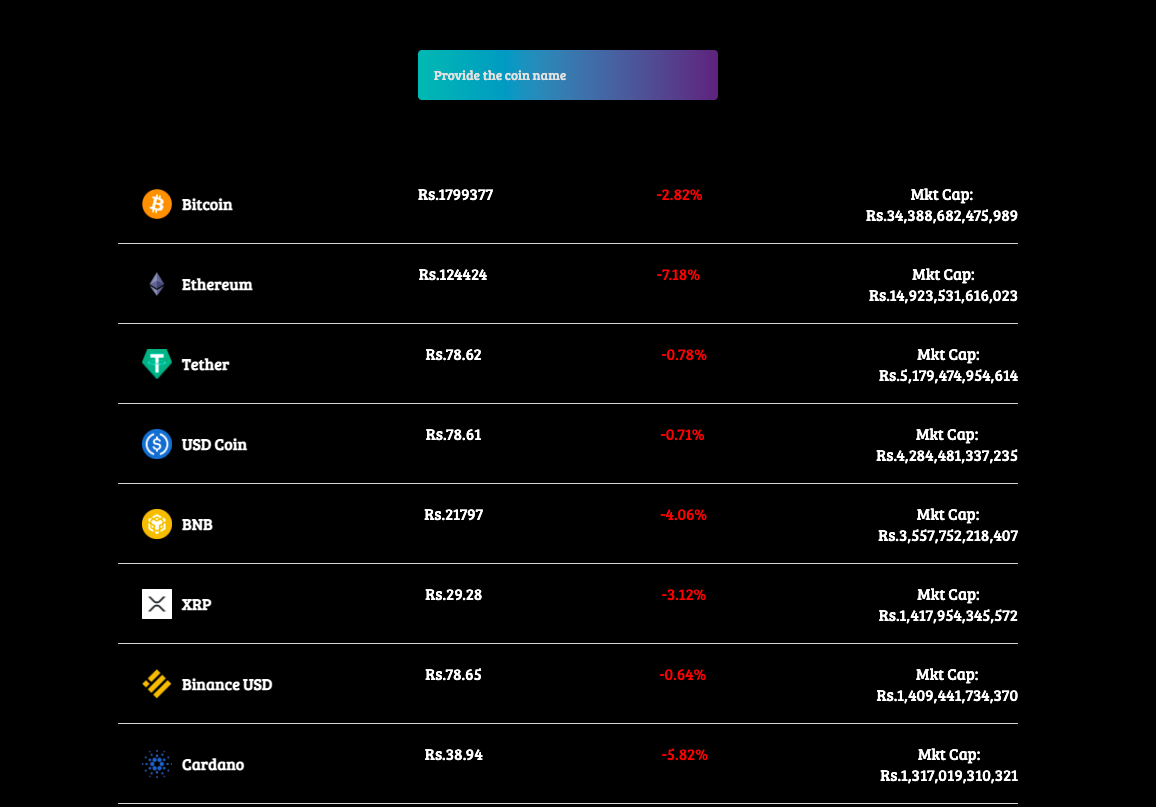 Provide the coin name
Bitcoin Rs.1799377 -2.82% Mkt Cap:
Rs.34,388,682,475,989
Ethereum Rs.124424 -7.18% Mkt Cap:
Rs.14,923,531,616,023
Tether Rs.78.62 -0.78% Mkt Cap:
Rs.5,179,474,954,614
USD Coin Rs.78.61 -0.71% Mkt Cap:
Rs.4,284,481,337,235
BNB Rs.21797 -4.06% Mkt Cap:
Rs.3,557,752,218,407
XRP Rs.29.28 -3.12% Mkt Cap:
Rs.1,417,954,345,572
Binance USD Rs.78.65 -0.64% Mkt Cap:
Rs.1,409,441,734,370
Cardano Rs.38.94 -5.82% Mkt Cap:
Rs.1,317,019,310,321